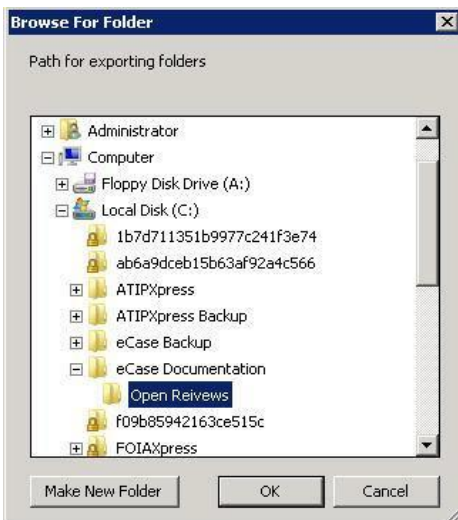 Browse For Folder
Path for exporting folders
Administrator
Computer
Floppy Disk Drive (A:)
Local Disk (C:)
1b7d711351b9977c241f3e74
ab6a9dceb15b63af92a4c566
ATIPXpress
ATIPXpress Backup
eCase Backup
eCase Documentation
Open Reivews
f09b85942163ce515c
FOIAXpress
Make New Folder OK Cancel